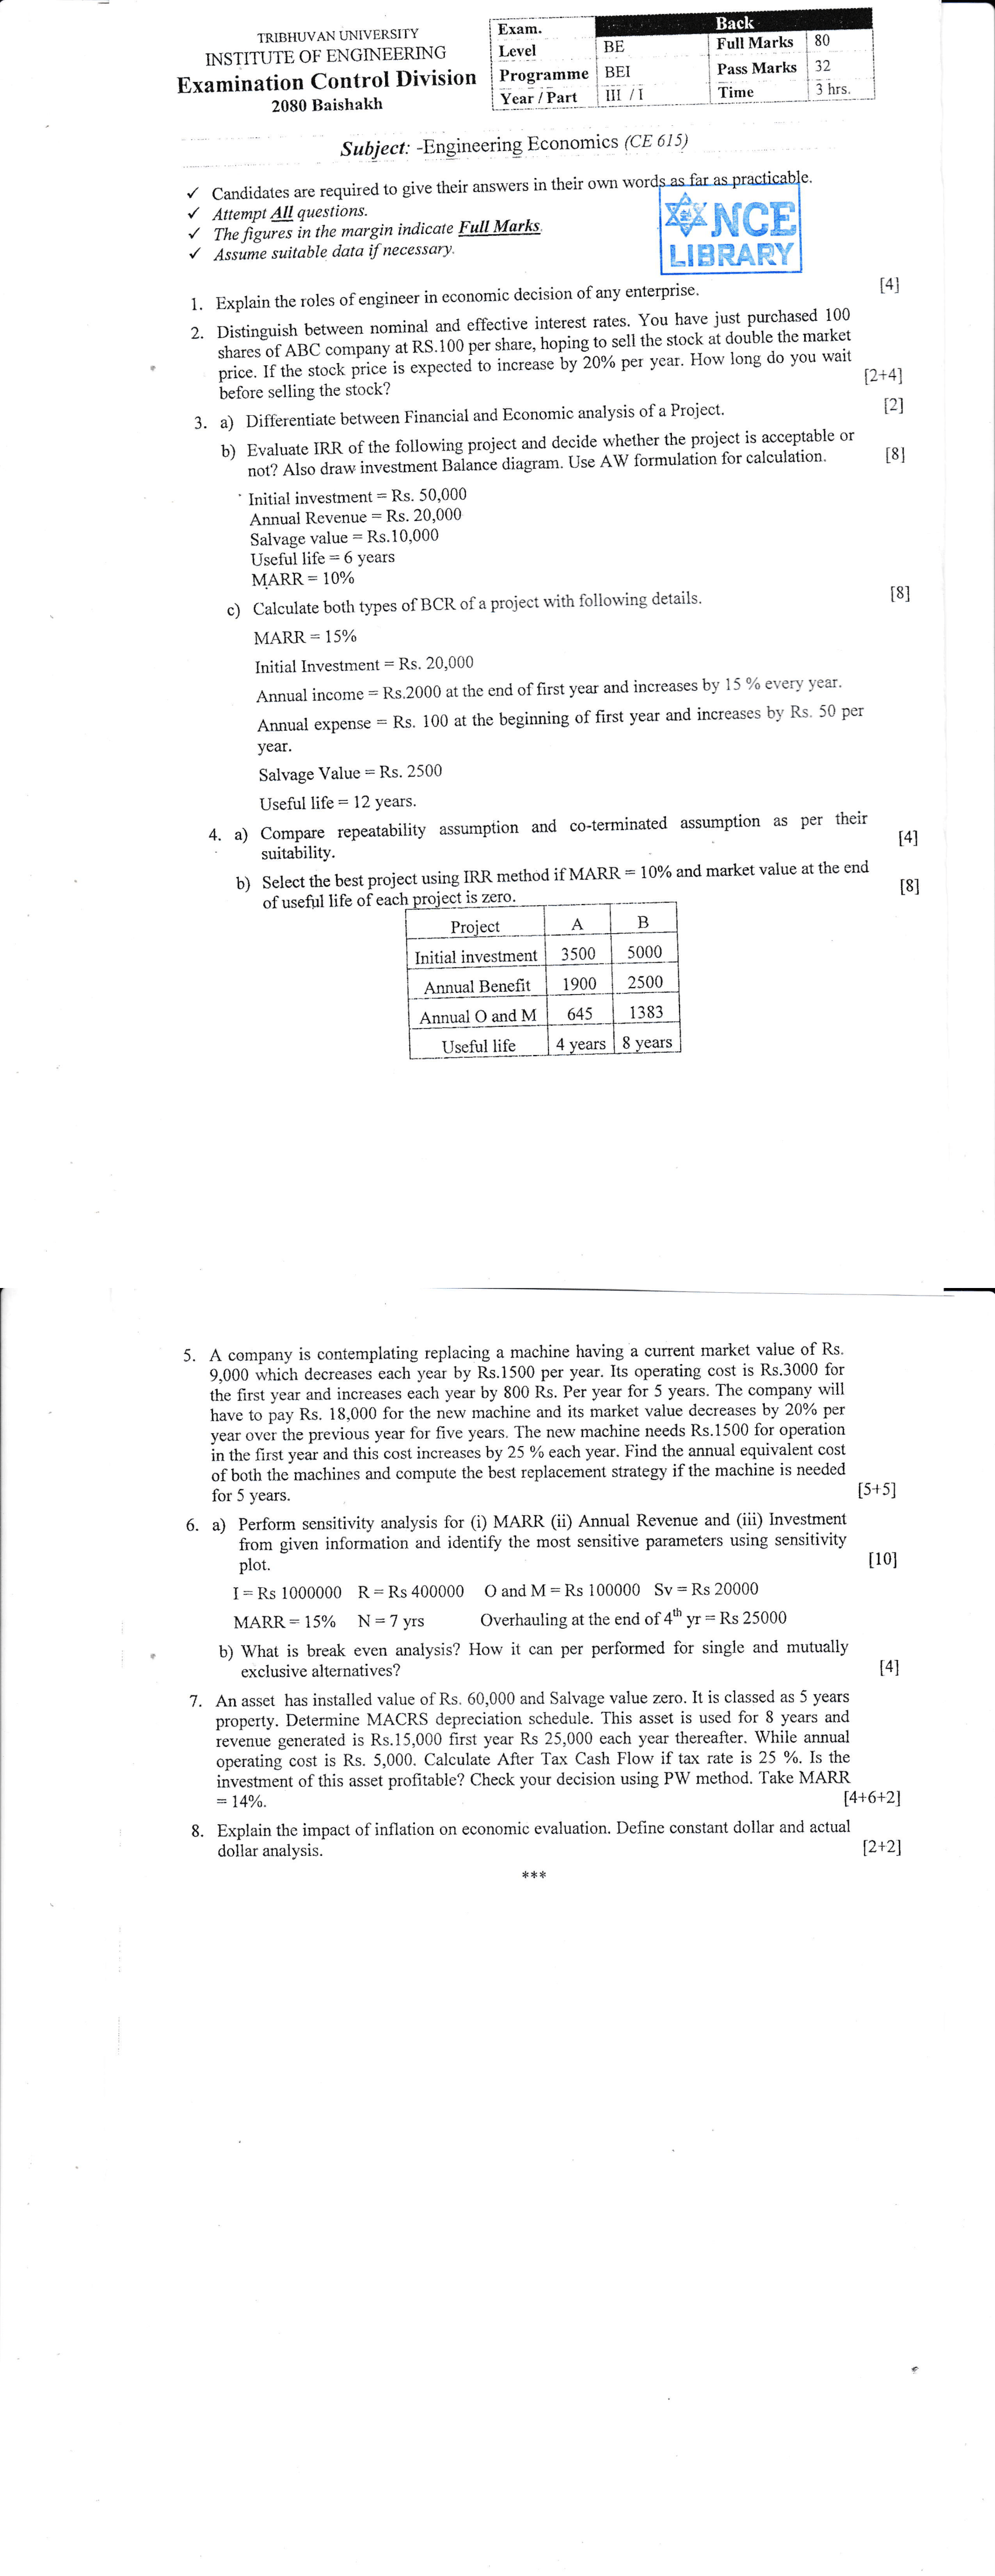 TRIBHUVAN UNIVERSITY
INSTITUTE OF ENGINEERING
Examination Control Division
2080 Baishakh
Exam. Back
Level BE Full Marks 80
Programme BEI Pass Marks 32
Year / Part III / I Time 3 hrs.
Subject: -Engineering Economics (CE 615)
✓ Candidates are required to give their answers in their own words as far as practicable.
✓ Attempt All questions.
✓ The figures in the margin indicate Full Marks.
✓ Assume suitable data if necessary.
NCE
LIBRARY
1. Explain the roles of engineer in economic decision of any enterprise. [4]
2. Distinguish between nominal and effective interest rates. You have just purchased 100
shares of ABC company at RS.100 per share, hoping to sell the stock at double the market
price. If the stock price is expected to increase by 20% per year. How long do you wait
before selling the stock? [2+4]
3. a) Differentiate between Financial and Economic analysis of a Project. [2]
b) Evaluate IRR of the following project and decide whether the project is acceptable or
not? Also draw investment Balance diagram. Use AW formulation for calculation. [8]
Initial investment = Rs. 50,000
Annual Revenue = Rs. 20,000
Salvage value = Rs.10,000
Useful life = 6 years
MARR = 10%
c) Calculate both types of BCR of a project with following details. [8]
MARR = 15%
Initial Investment = Rs. 20,000
Annual income = Rs.2000 at the end of first year and increases by 15 % every year.
Annual expense = Rs. 100 at the beginning of first year and increases by Rs. 50 per
year.
Salvage Value = Rs. 2500
Useful life = 12 years.
4. a) Compare repeatability assumption and co-terminated assumption as per their
suitability. [4]
b) Select the best project using IRR method if MARR = 10% and market value at the end
of useful life of each project is zero. [8]
Project A B
Initial investment 3500 5000
Annual Benefit 1900 2500
Annual O and M 645 1383
Useful life 4 years 8 years
5. A company is contemplating replacing a machine having a current market value of Rs.
9,000 which decreases each year by Rs.1500 per year. Its operating cost is Rs.3000 for
the first year and increases each year by 800 Rs. Per year for 5 years. The company will
have to pay Rs. 18,000 for the new machine and its market value decreases by 20% per
year over the previous year for five years. The new machine needs Rs.1500 for operation
in the first year and this cost increases by 25 % each year. Find the annual equivalent cost
of both the machines and compute the best replacement strategy if the machine is needed
for 5 years. [5+5]
6. a) Perform sensitivity analysis for (i) MARR (ii) Annual Revenue and (iii) Investment
from given information and identify the most sensitive parameters using sensitivity
plot. [10]
I = Rs 1000000 R = Rs 400000 O and M = Rs 100000 Sv = Rs 20000
MARR = 15% N = 7 yrs Overhauling at the end of 4th yr = Rs 25000
b) What is break even analysis? How it can per performed for single and mutually
exclusive alternatives? [4]
7. An asset has installed value of Rs. 60,000 and Salvage value zero. It is classed as 5 years
property. Determine MACRS depreciation schedule. This asset is used for 8 years and
revenue generated is Rs.15,000 first year Rs 25,000 each year thereafter. While annual
operating cost is Rs. 5,000. Calculate After Tax Cash Flow if tax rate is 25 %. Is the
investment of this asset profitable? Check your decision using PW method. Take MARR
= 14%. [4+6+2]
8. Explain the impact of inflation on economic evaluation. Define constant dollar and actual
dollar analysis. [2+2]
***